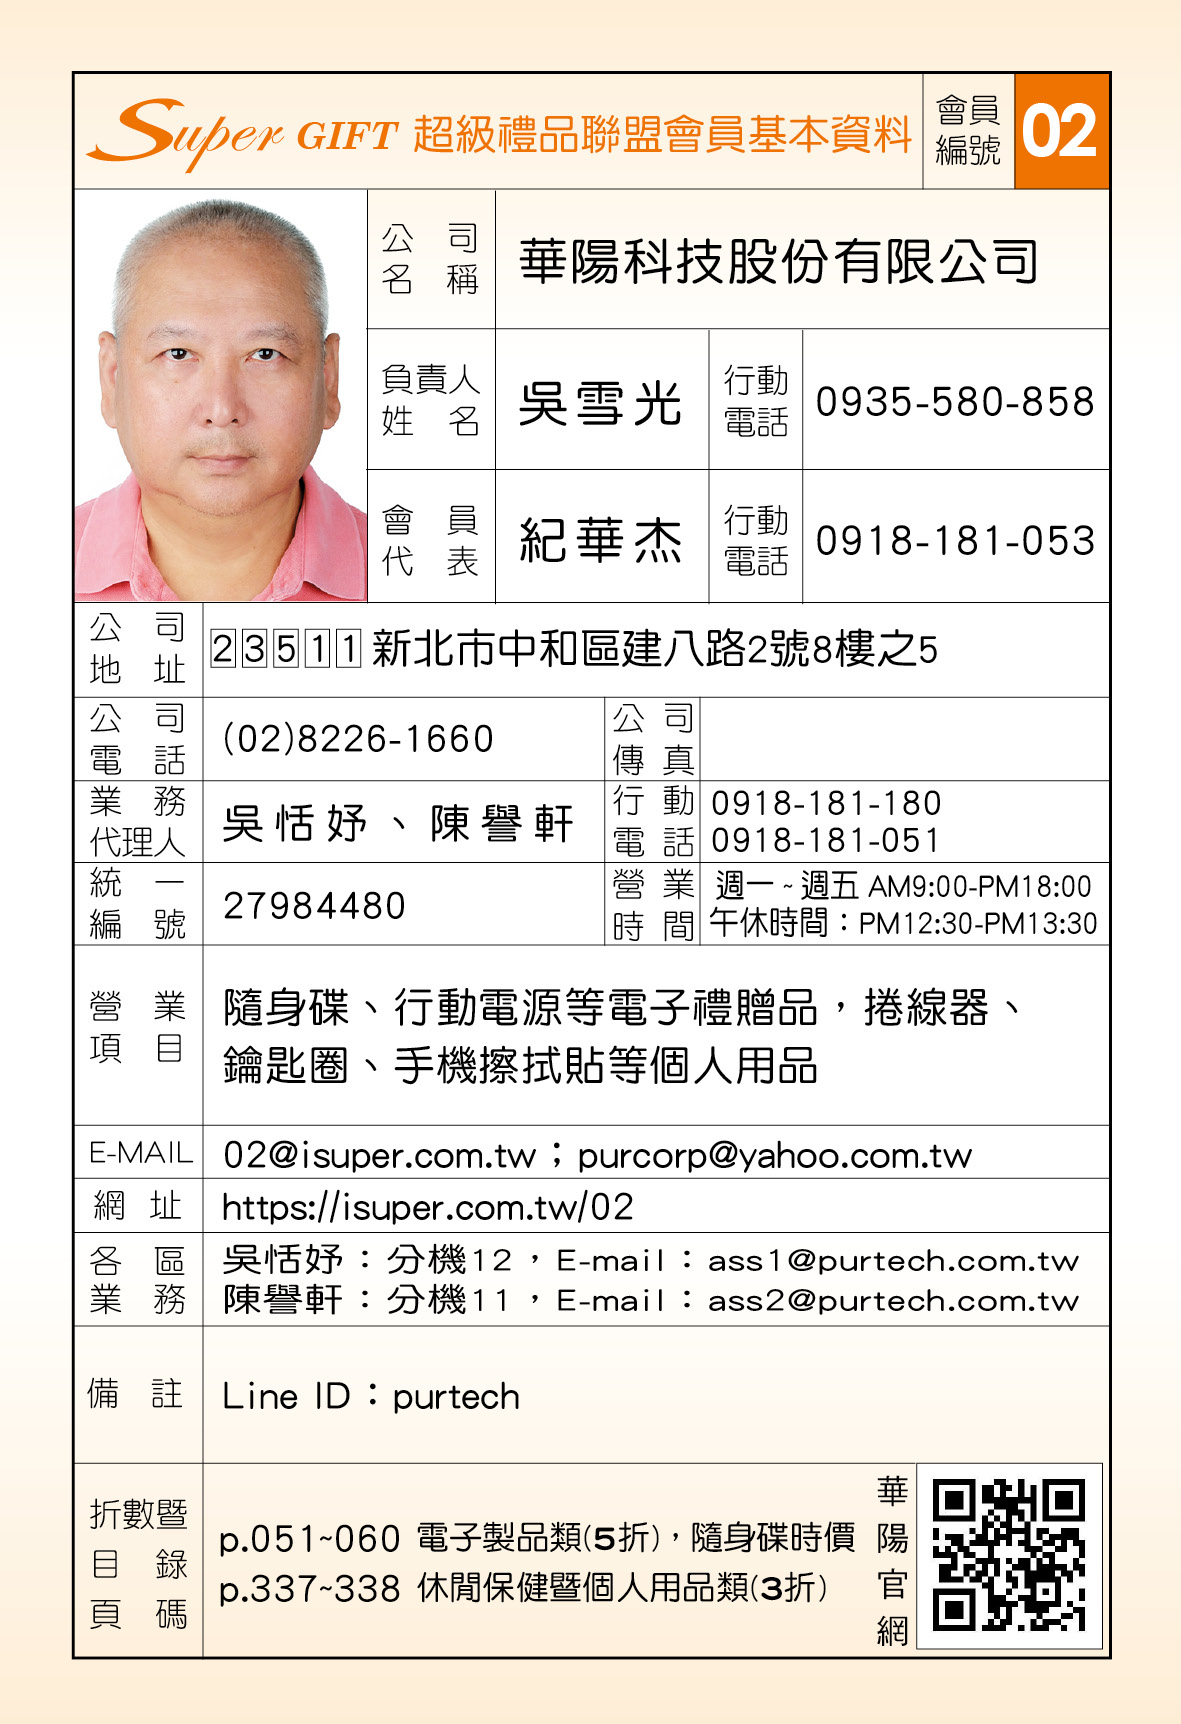 Super GIFT 超級禮品聯盟會員基本資料 會員編號 02
公司名稱 華陽科技股份有限公司
負責人姓名 吳雪光 行動電話 0935-580-858
會員代表 紀華杰 行動電話 0918-181-053
公司地址 23511 新北市中和區建八路2號8樓之5
公司電話 (02)8226-1660 公司傳真
業務代理人 吳恬妤、陳譽軒 行動電話 0918-181-180
0918-181-051
統一編號 27984480 營業時間 週一~週五 AM9:00-PM18:00
午休時間：PM12:30-PM13:30
營業項目 隨身碟、行動電源等電子禮贈品，捲線器、
鑰匙圈、手機擦拭貼等個人用品
E-MAIL 02@isuper.com.tw；purcorp@yahoo.com.tw
網址 https://isuper.com.tw/02
各區業務 吳恬妤：分機12，E-mail：ass1@purtech.com.tw
陳譽軒：分機11，E-mail：ass2@purtech.com.tw
備註 Line ID：purtech
折數暨目錄頁碼 p.051~060 電子製品類(5折)，隨身碟時價
p.337~338 休閒保健暨個人用品類(3折)
華陽官網